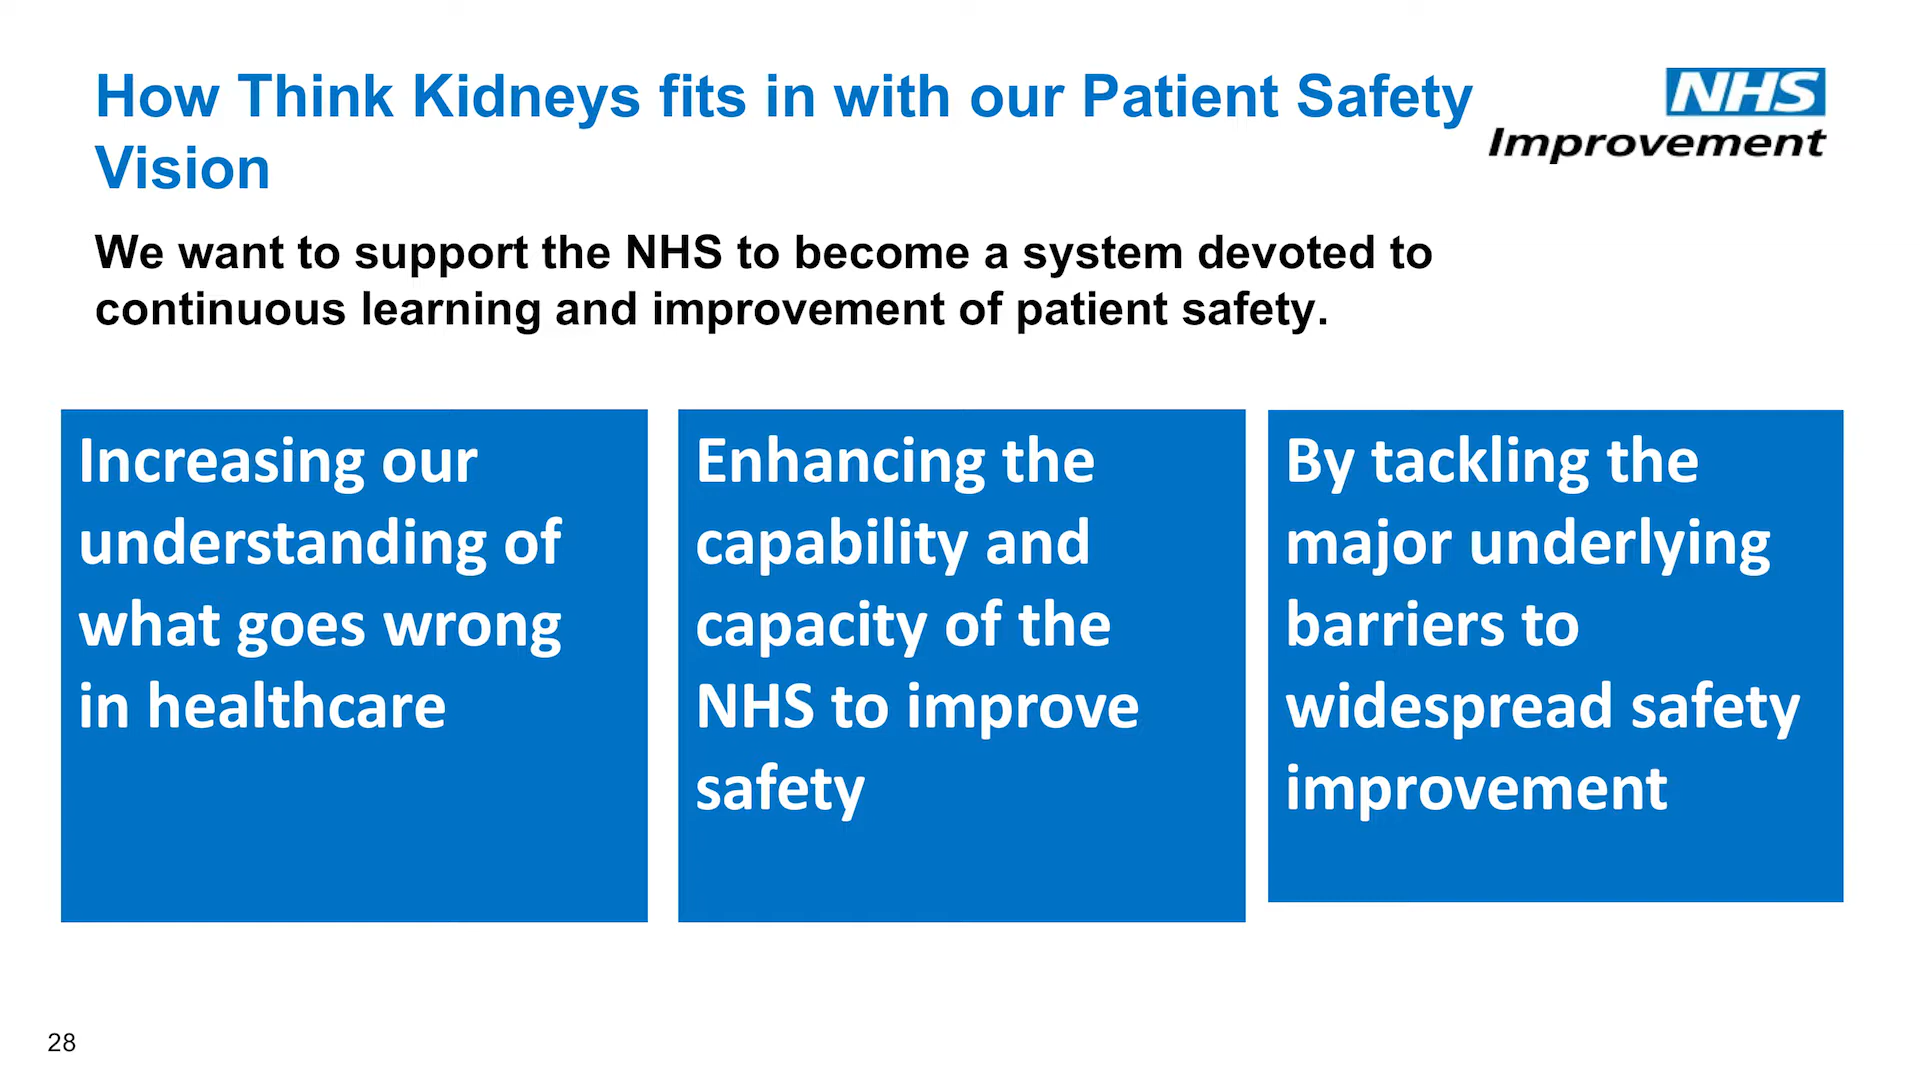 How Think Kidneys fits in with our Patient Safety
Vision
NHS
Improvement
We want to support the NHS to become a system devoted to
continuous learning and improvement of patient safety.
Increasing our
understanding of
what goes wrong
in healthcare
Enhancing the
capability and
capacity of the
NHS to improve
safety
By tackling the
major underlying
barriers to
widespread safety
improvement
28